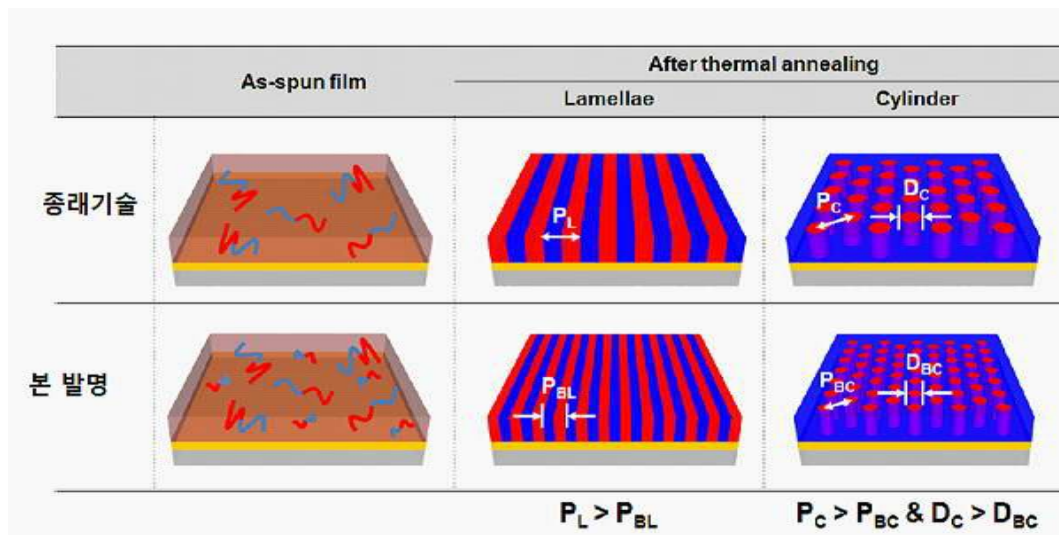 As-spun film
After thermal annealing
Lamellae
Cylinder
종래기술
P_L
P_C
D_C
본 발명
P_BL
P_BC
D_BC
P_L > P_BL
P_C > P_BC & D_C > D_BC